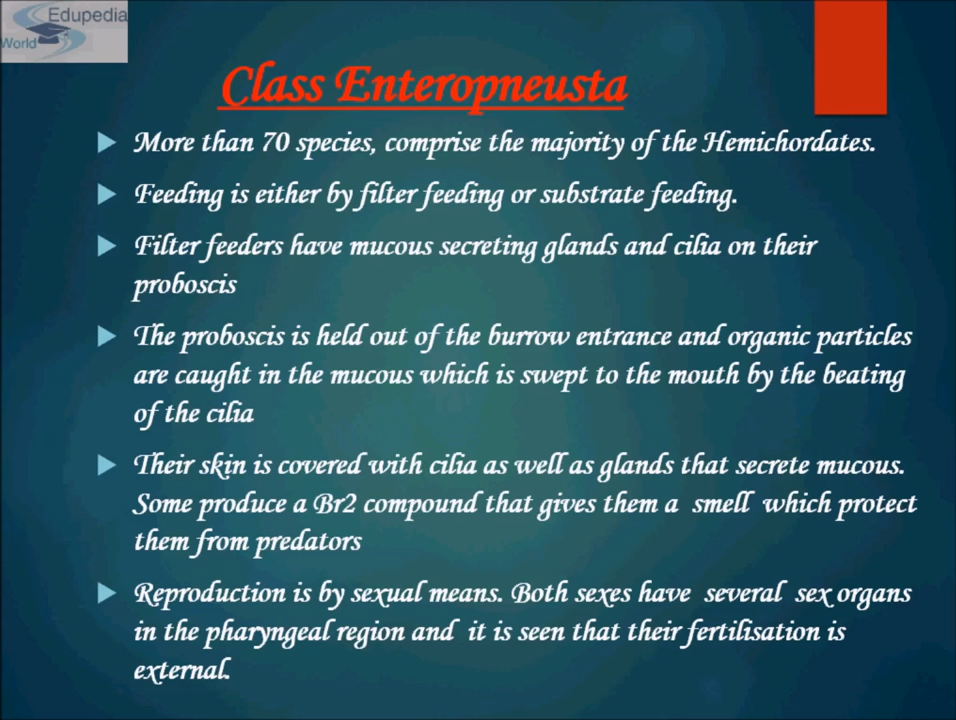 Edupedia
World
Class Enteropneusta
More than 70 species, comprise the majority of the Hemichordates.
Feeding is either by filter feeding or substrate feeding.
Filter feeders have mucous secreting glands and cilia on their
proboscis
The proboscis is held out of the burrow entrance and organic particles
are caught in the mucous which is swept to the mouth by the beating
of the cilia
Their skin is covered with cilia as well as glands that secrete mucous.
Some produce a Br2 compound that gives them a smell which protect
them from predators
Reproduction is by sexual means. Both sexes have several sex organs
in the pharyngeal region and it is seen that their fertilisation is
external.